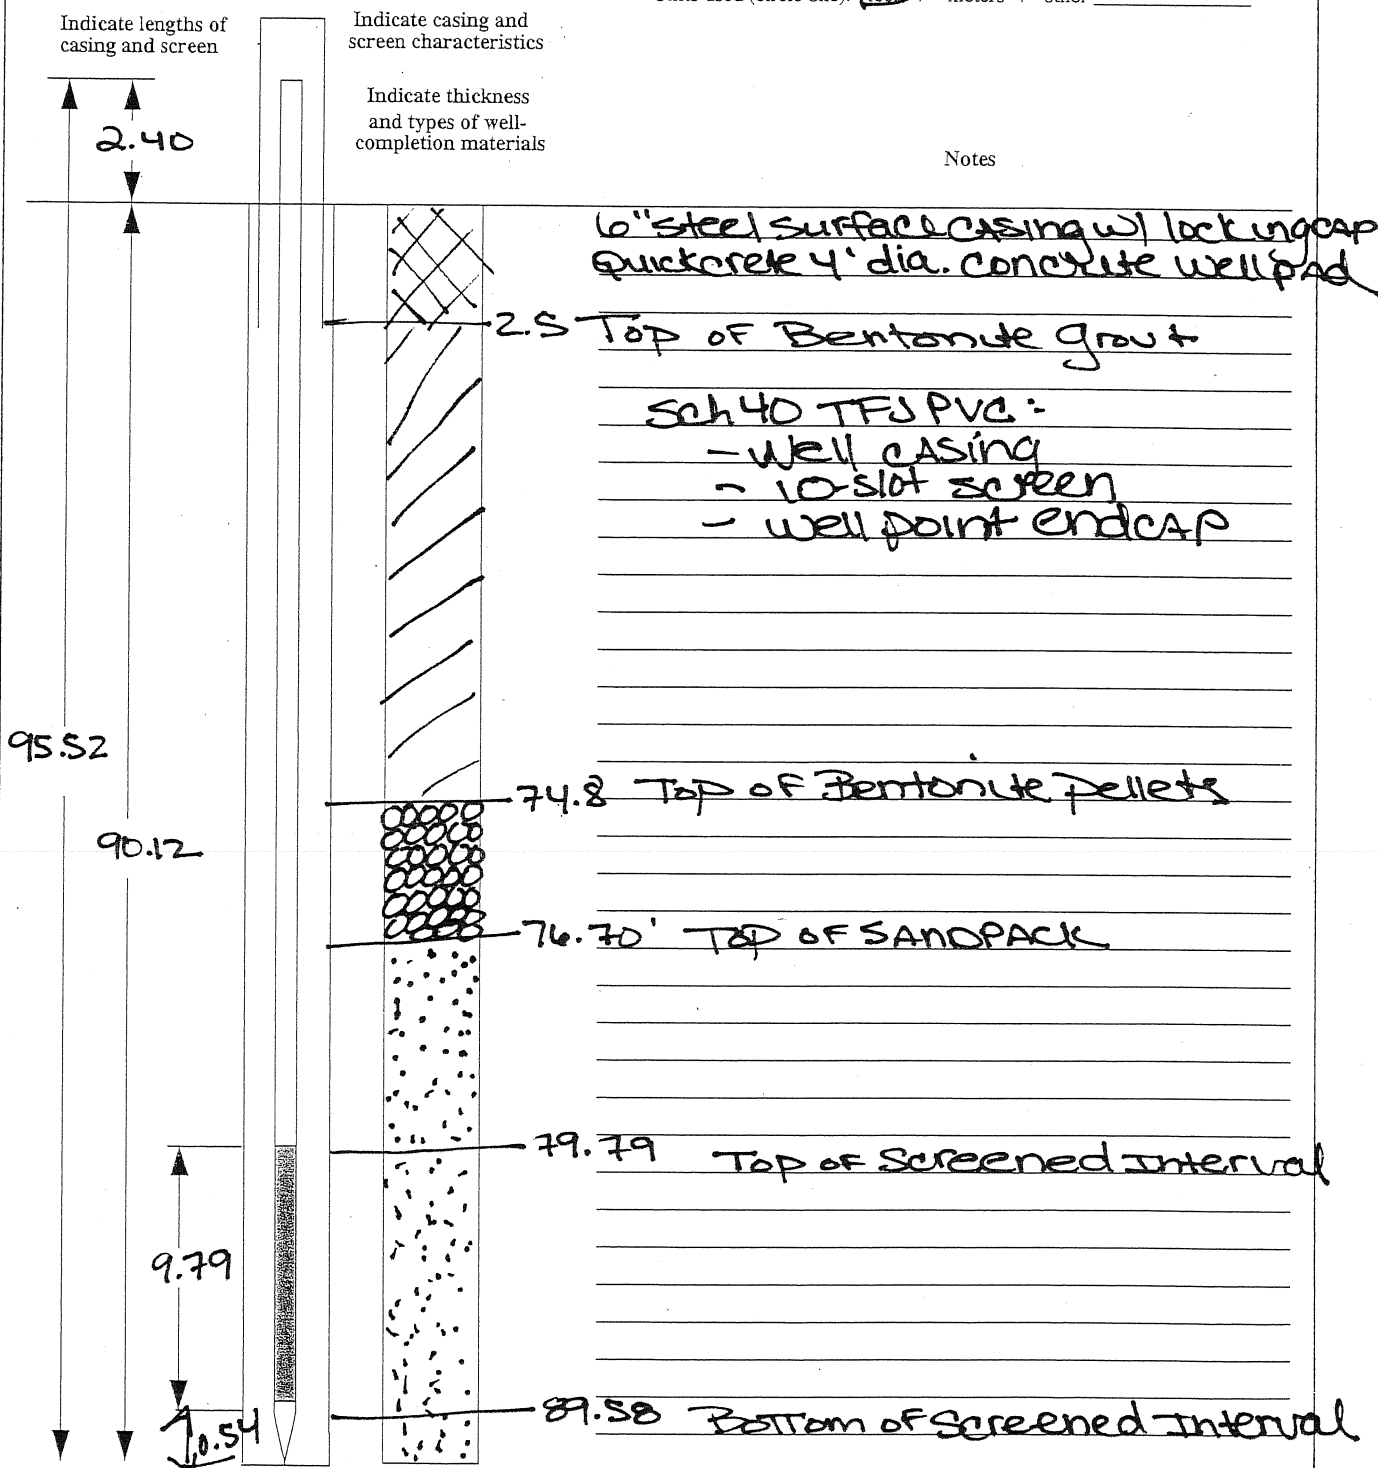 Indicate lengths of
casing and screen
Indicate casing and
screen characteristics
Indicate thickness
and types of well-
completion materials
Notes
2.40
6" steel surface CASing w/ locking CAP
Quickcrete 4' dia. concrete well pAd
2.5 Top of Bentonite grout
Sch 40 TFJ PVC:
- Well CASing
- 10-slot screen
- well point endCAP
95.52
74.8 Top of Bentonite pellets
90.12
76.70' TOP OF SANDPACK
79.79 Top of Screened Interval
9.79
89.58 Bottom of Screened Interval
0.54